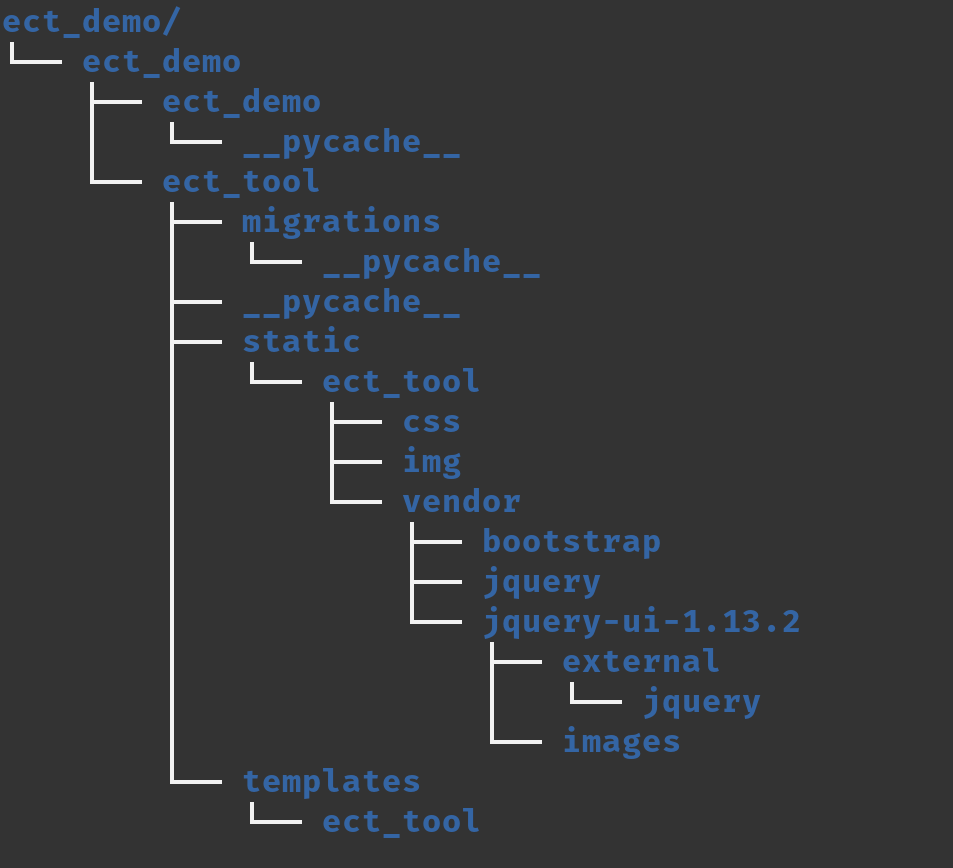 ect_demo/
└── ect_demo
    ├── ect_demo
    │   └── __pycache__
    └── ect_tool
        ├── migrations
        │   └── __pycache__
        ├── __pycache__
        ├── static
        │   └── ect_tool
        │       ├── css
        │       ├── img
        │       └── vendor
        │           ├── bootstrap
        │           ├── jquery
        │           └── jquery-ui-1.13.2
        │               ├── external
        │               │   └── jquery
        │               └── images
        └── templates
            └── ect_tool